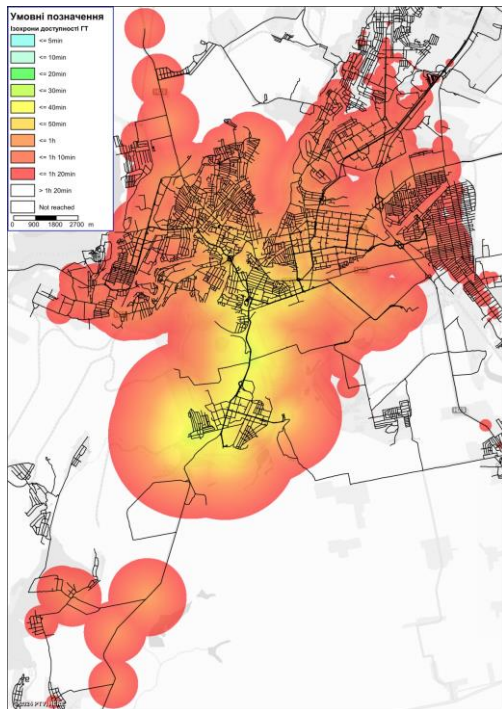 Умовні позначення
Ізохрони доступності ГТ
<= 5min
<= 10min
<= 20min
<= 30min
<= 40min
<= 50min
<= 1h
<= 1h 10min
<= 1h 20min
> 1h 20min
Not reached
0 900 1800 2700 m